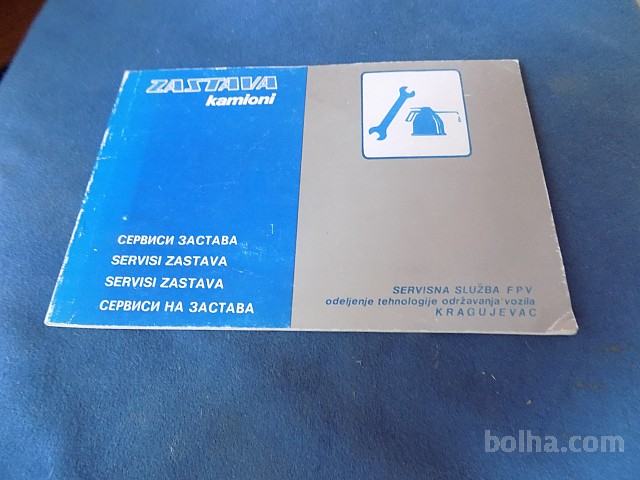 ZASTAVA
kamioni
СЕРВИСИ ЗАСТАВА
SERVISI ZASTAVA
SERVISI ZASTAVA
СЕРВИСИ НА ЗАСТАВА
SERVISNA SLUŽBA FPV
odeljenje tehnologije održavanja vozila
KRAGUJEVAC
bolha.com